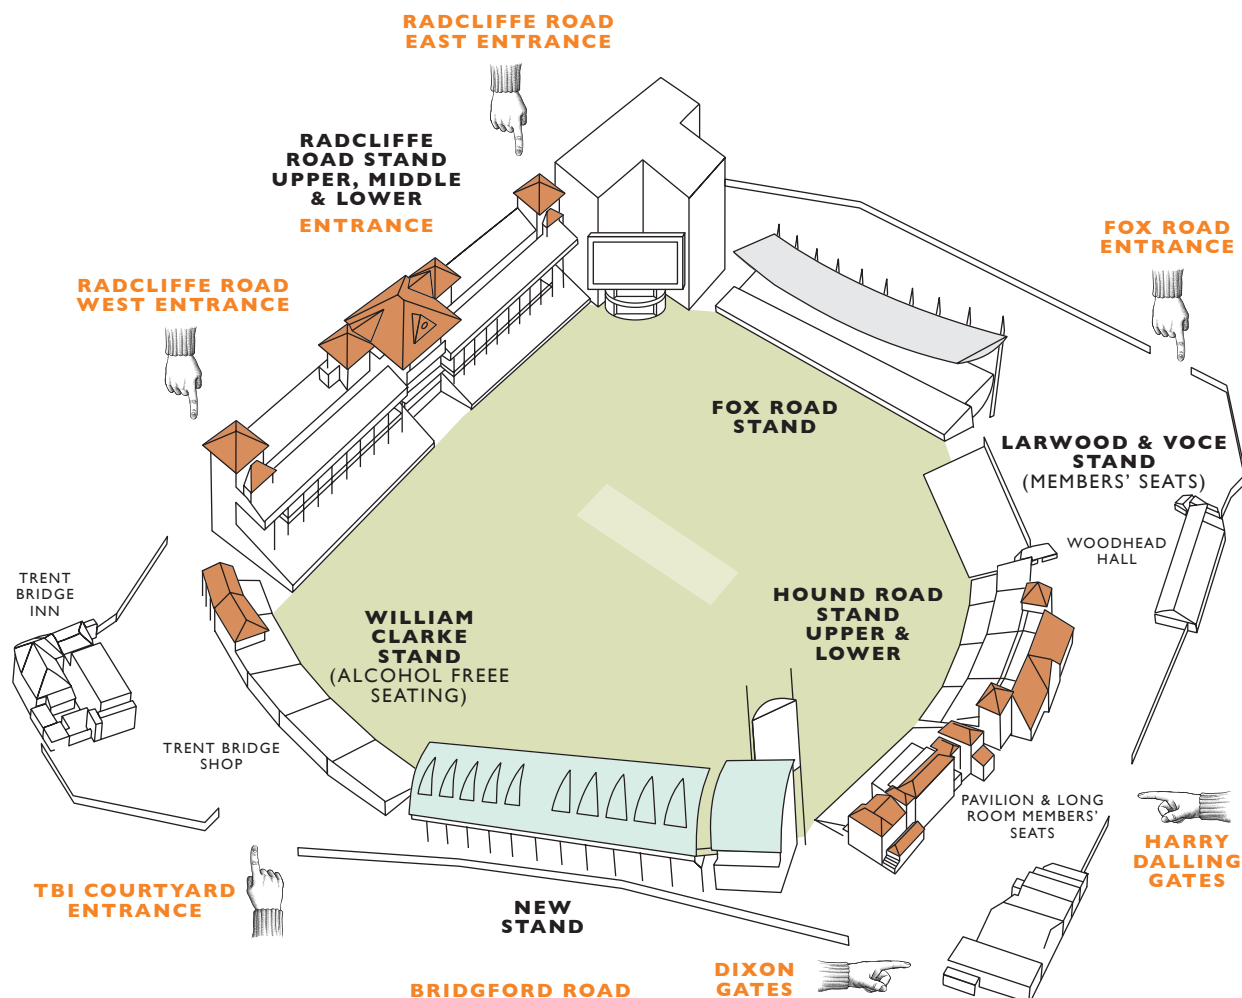 RADCLIFFE ROAD
EAST ENTRANCE
RADCLIFFE
ROAD STAND
UPPER, MIDDLE
& LOWER
ENTRANCE
FOX ROAD
ENTRANCE
RADCLIFFE ROAD
WEST ENTRANCE
FOX ROAD
STAND
LARWOOD & VOCE
STAND
(MEMBERS' SEATS)
WOODHEAD
HALL
TRENT
BRIDGE
INN
WILLIAM
CLARKE
STAND
(ALCOHOL FREEE
SEATING)
HOUND ROAD
STAND
UPPER &
LOWER
TRENT BRIDGE
SHOP
PAVILION & LONG
ROOM MEMBERS'
SEATS
HARRY
DALLING
GATES
TBI COURTYARD
ENTRANCE
NEW
STAND
DIXON
GATES
BRIDGFORD ROAD